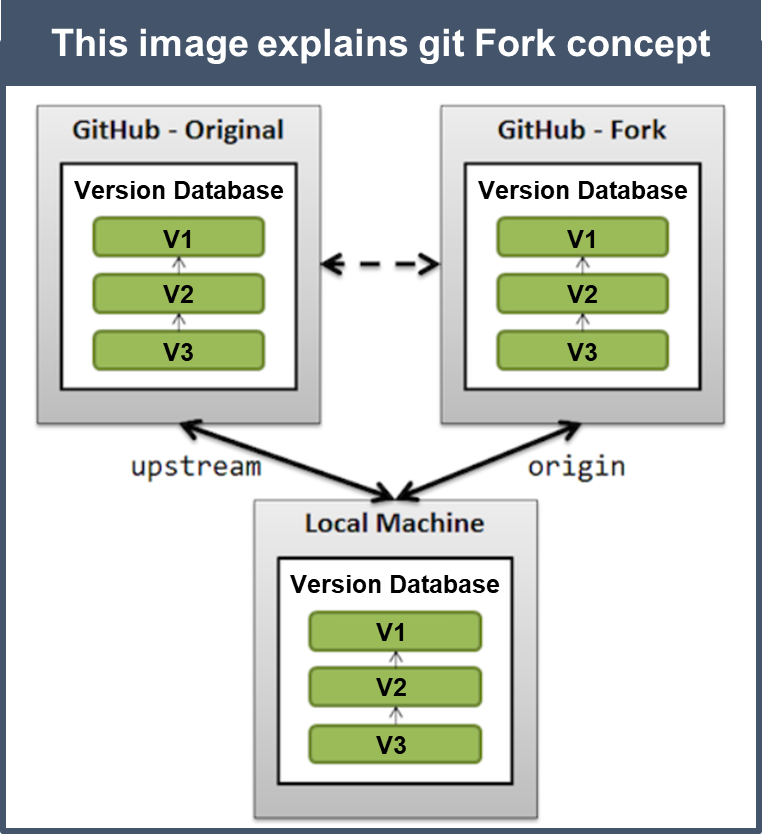 This image explains git Fork concept
GitHub - Original
Version Database
V1
V2
V3
GitHub - Fork
Version Database
V1
V2
V3
upstream
origin
Local Machine
Version Database
V1
V2
V3